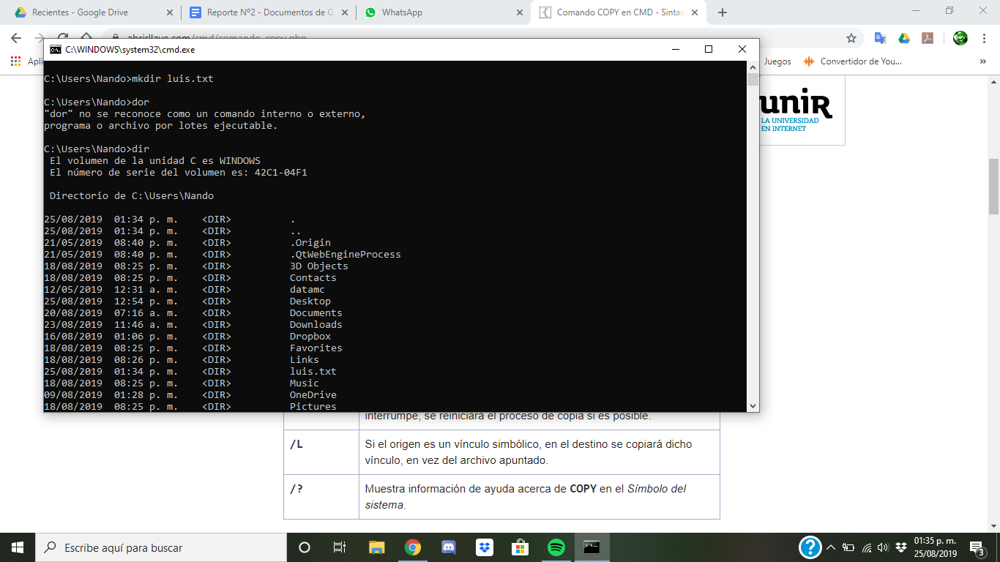 Recientes - Google Drive
Reporte Nº2 - Documentos de G
WhatsApp
Comando COPY en CMD - Sintax
abrirllave.com/cmd/comando-copy.php
Apli
Juegos
Convertidor de You...
»
C:\WINDOWS\system32\cmd.exe
C:\Users\Nando>mkdir luis.txt
C:\Users\Nando>dor
"dor" no se reconoce como un comando interno o externo,
programa o archivo por lotes ejecutable.
C:\Users\Nando>dir
El volumen de la unidad C es WINDOWS
El número de serie del volumen es: 42C1-04F1
Directorio de C:\Users\Nando
25/08/2019 01:34 p. m. <DIR> .
25/08/2019 01:34 p. m. <DIR> ..
21/05/2019 08:40 p. m. <DIR> .Origin
21/05/2019 08:40 p. m. <DIR> .QtWebEngineProcess
18/08/2019 08:25 p. m. <DIR> 3D Objects
18/08/2019 08:25 p. m. <DIR> Contacts
12/05/2019 12:31 a. m. <DIR> datamc
25/08/2019 12:54 p. m. <DIR> Desktop
20/08/2019 07:16 a. m. <DIR> Documents
23/08/2019 11:46 a. m. <DIR> Downloads
16/08/2019 01:06 p. m. <DIR> Dropbox
18/08/2019 08:25 p. m. <DIR> Favorites
18/08/2019 08:26 p. m. <DIR> Links
25/08/2019 01:34 p. m. <DIR> luis.txt
18/08/2019 08:25 p. m. <DIR> Music
09/08/2019 01:28 p. m. <DIR> OneDrive
18/08/2019 08:25 p. m. <DIR> Pictures
unir
LA UNIVERSIDAD
EN INTERNET
interrumpe, se reiniciará el proceso de copia si es posible.
/L Si el origen es un vínculo simbólico, en el destino se copiará dicho
vínculo, en vez del archivo apuntado.
/? Muestra información de ayuda acerca de COPY en el Símbolo del
sistema.
Escribe aquí para buscar
01:35 p. m.
25/08/2019
3